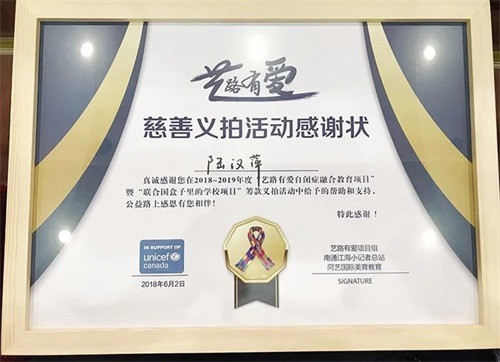 艺路有爱
慈善义拍活动感谢状
陆汉萍
真诚感谢您在2018-2019年度“艺路有爱自闭症融合教育项目”
暨“联合国盒子里的学校项目”筹款义拍活动中给予的帮助和支持，
公益路上感恩有您相伴！
特此感谢！
IN SUPPORT OF
unicef
canada
2018年6月2日
艺路有爱项目组
南通江海小记者总站
阿艺国际美育教育
SIGNATURE